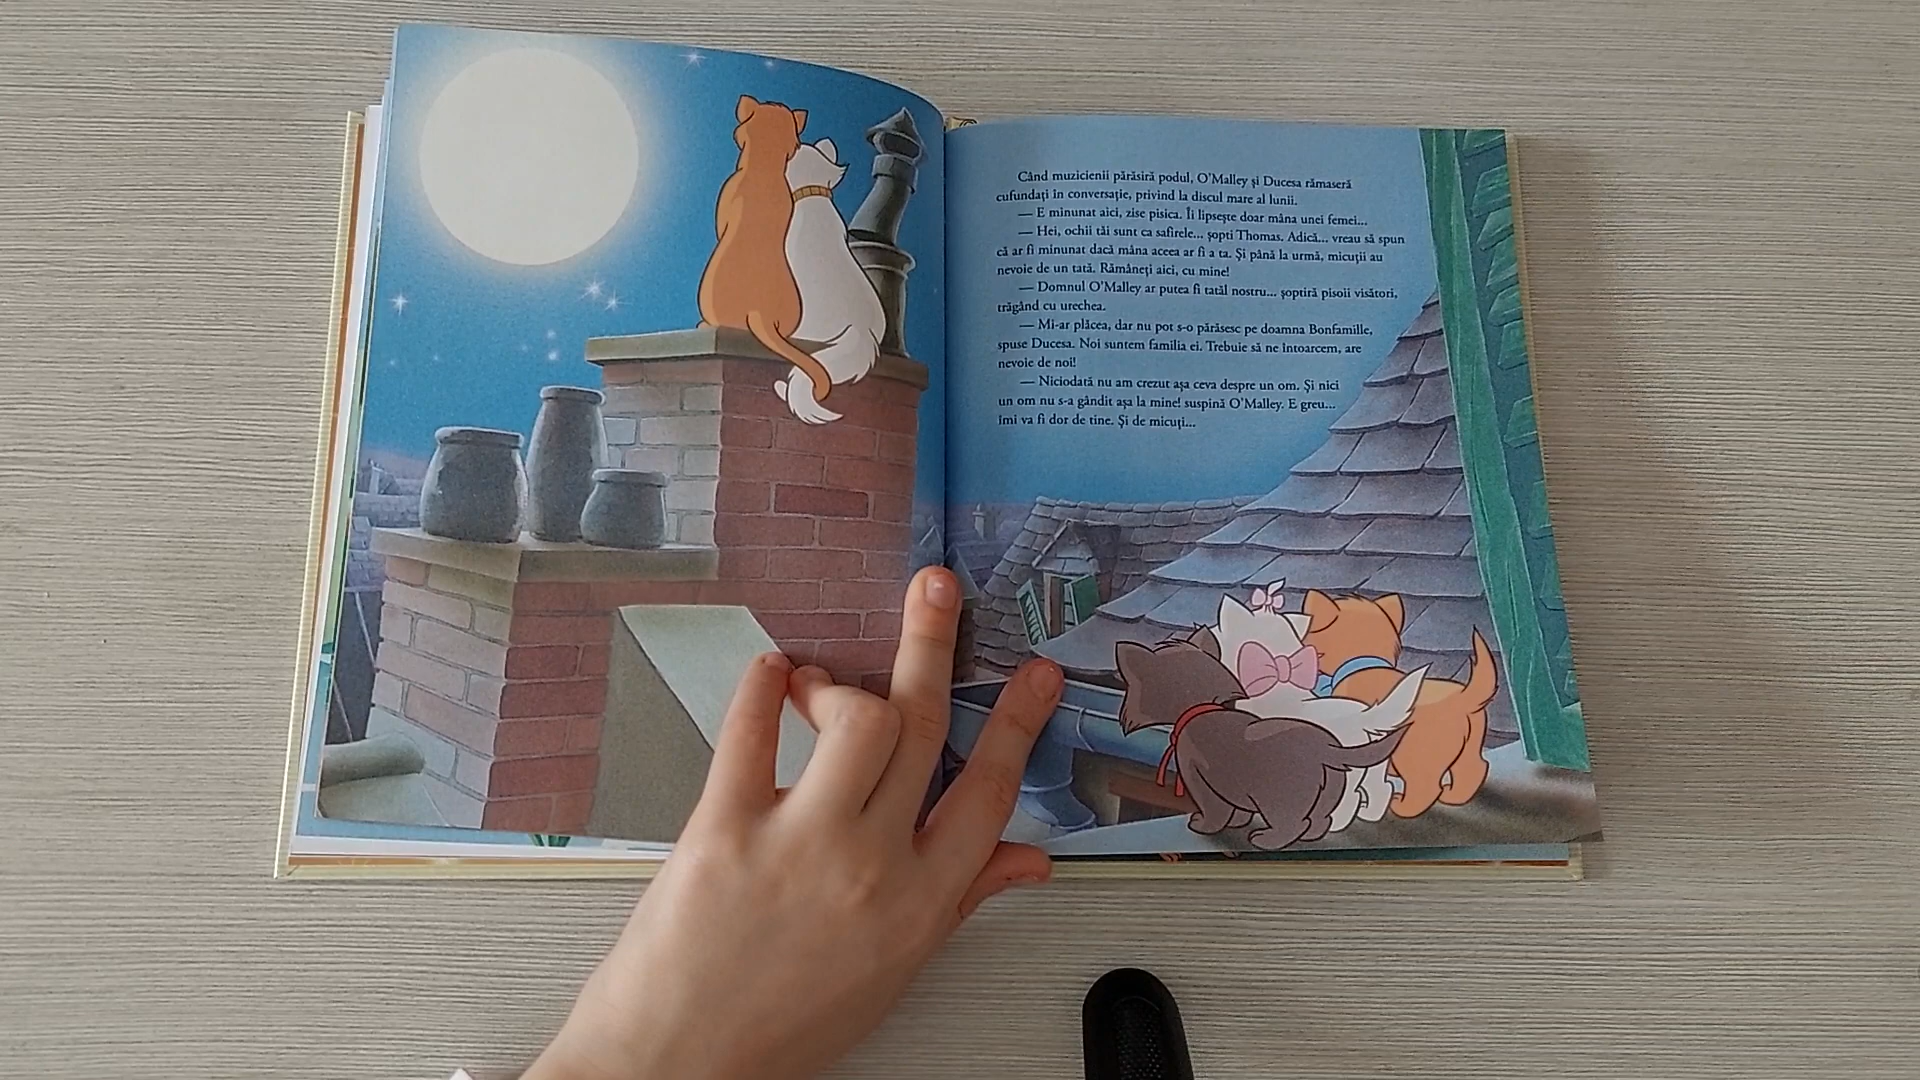 Când muzicienii părăsiră podul, O'Malley și Ducesa rămaseră
cufundați în conversație, privind la discul mare al lunii.
— E minunat aici, zise pisica. Îi lipsește doar mâna unei femei...
— Hei, ochii tăi sunt ca safirele... șopti Thomas. Adică... vreau să spun
că ar fi minunat dacă mâna aceea ar fi a ta. Și până la urmă, micuții au
nevoie de un tată. Rămâneți aici, cu mine!
— Domnul O'Malley ar putea fi tatăl nostru... șoptiră pisoii visători,
trăgând cu urechea.
— Mi-ar plăcea, dar nu pot s-o părăsesc pe doamna Bonfamille,
spuse Ducesa. Noi suntem familia ei. Trebuie să ne întoarcem, are
nevoie de noi!
— Niciodată nu am crezut așa ceva despre un om. Și nici
un om nu s-a gândit așa la mine! suspină O'Malley. E greu...
Îmi va fi dor de tine. Și de micuți...